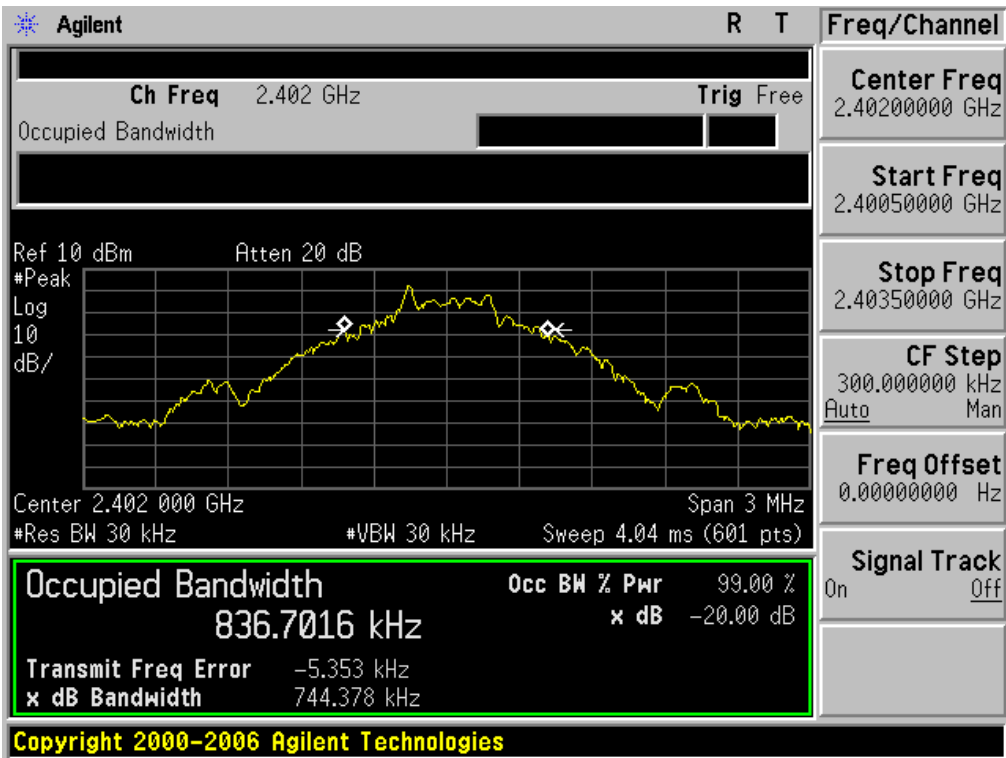 Agilent R T Freq/Channel
Ch Freq 2.402 GHz Trig Free
Occupied Bandwidth
Center Freq
2.40200000 GHz
Start Freq
2.40050000 GHz
Stop Freq
2.40350000 GHz
CF Step
300.000000 kHz
Auto Man
Freq Offset
0.00000000 Hz
Signal Track
On Off
Ref 10 dBm Atten 20 dB
#Peak
Log
10
dB/
Center 2.402 000 GHz Span 3 MHz
#Res BW 30 kHz #VBW 30 kHz Sweep 4.04 ms (601 pts)
Occupied Bandwidth Occ BW % Pwr 99.00 %
836.7016 kHz x dB -20.00 dB
Transmit Freq Error -5.353 kHz
x dB Bandwidth 744.378 kHz
Copyright 2000-2006 Agilent Technologies